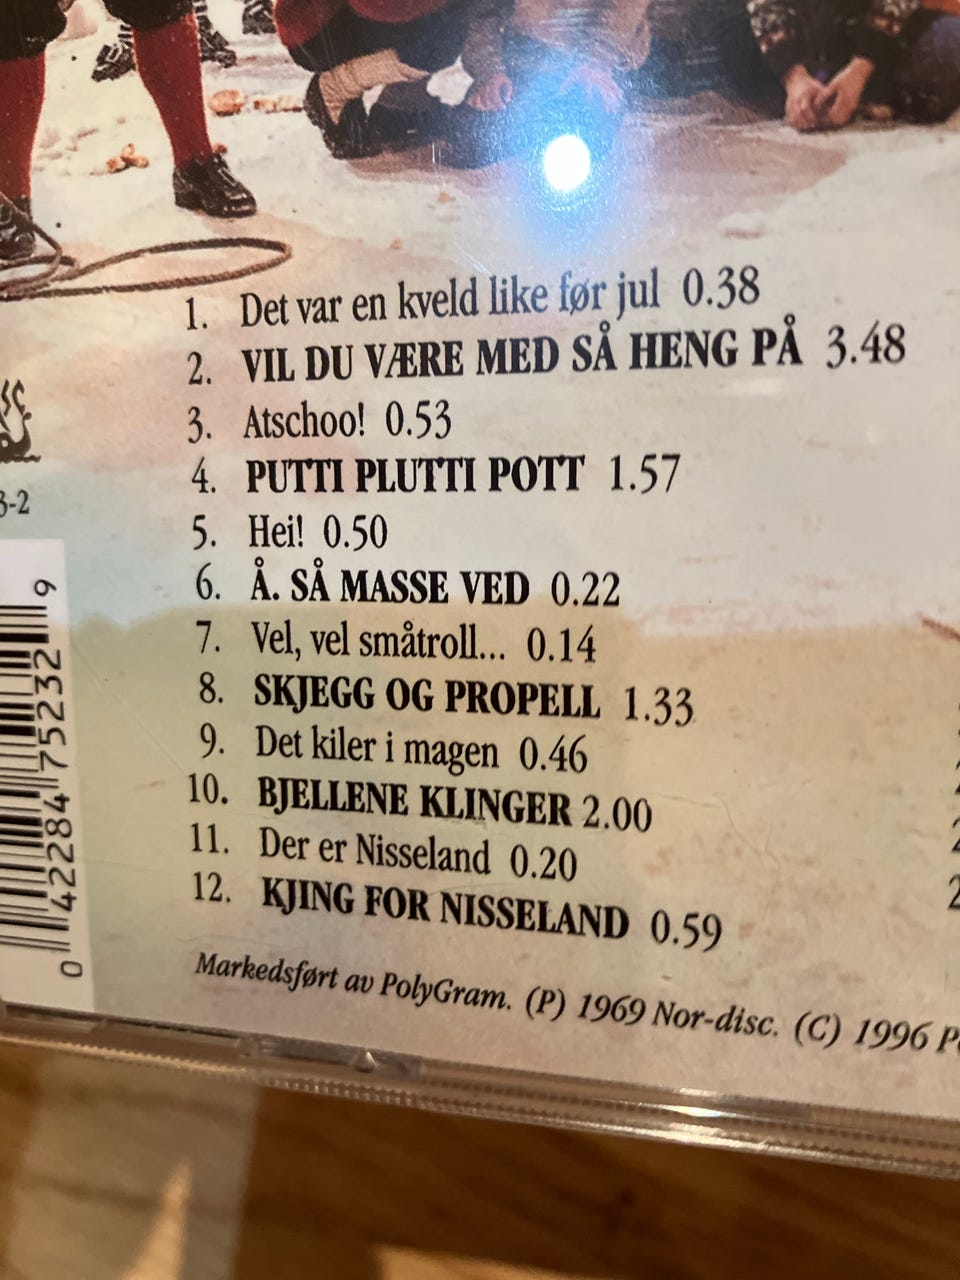 1. Det var en kveld like før jul 0.38
2. VIL DU VÆRE MED SÅ HENG PÅ 3.48
3. Atschoo! 0.53
4. PUTTI PLUTTI POTT 1.57
5. Hei! 0.50
6. Å. SÅ MASSE VED 0.22
7. Vel, vel småtroll... 0.14
8. SKJEGG OG PROPELL 1.33
9. Det kiler i magen 0.46
10. BJELLENE KLINGER 2.00
11. Der er Nisseland 0.20
12. KJING FOR NISSELAND 0.59
Markedsført av PolyGram. (P) 1969 Nor-disc. (C) 1996
3-2
0 42284 75232 9